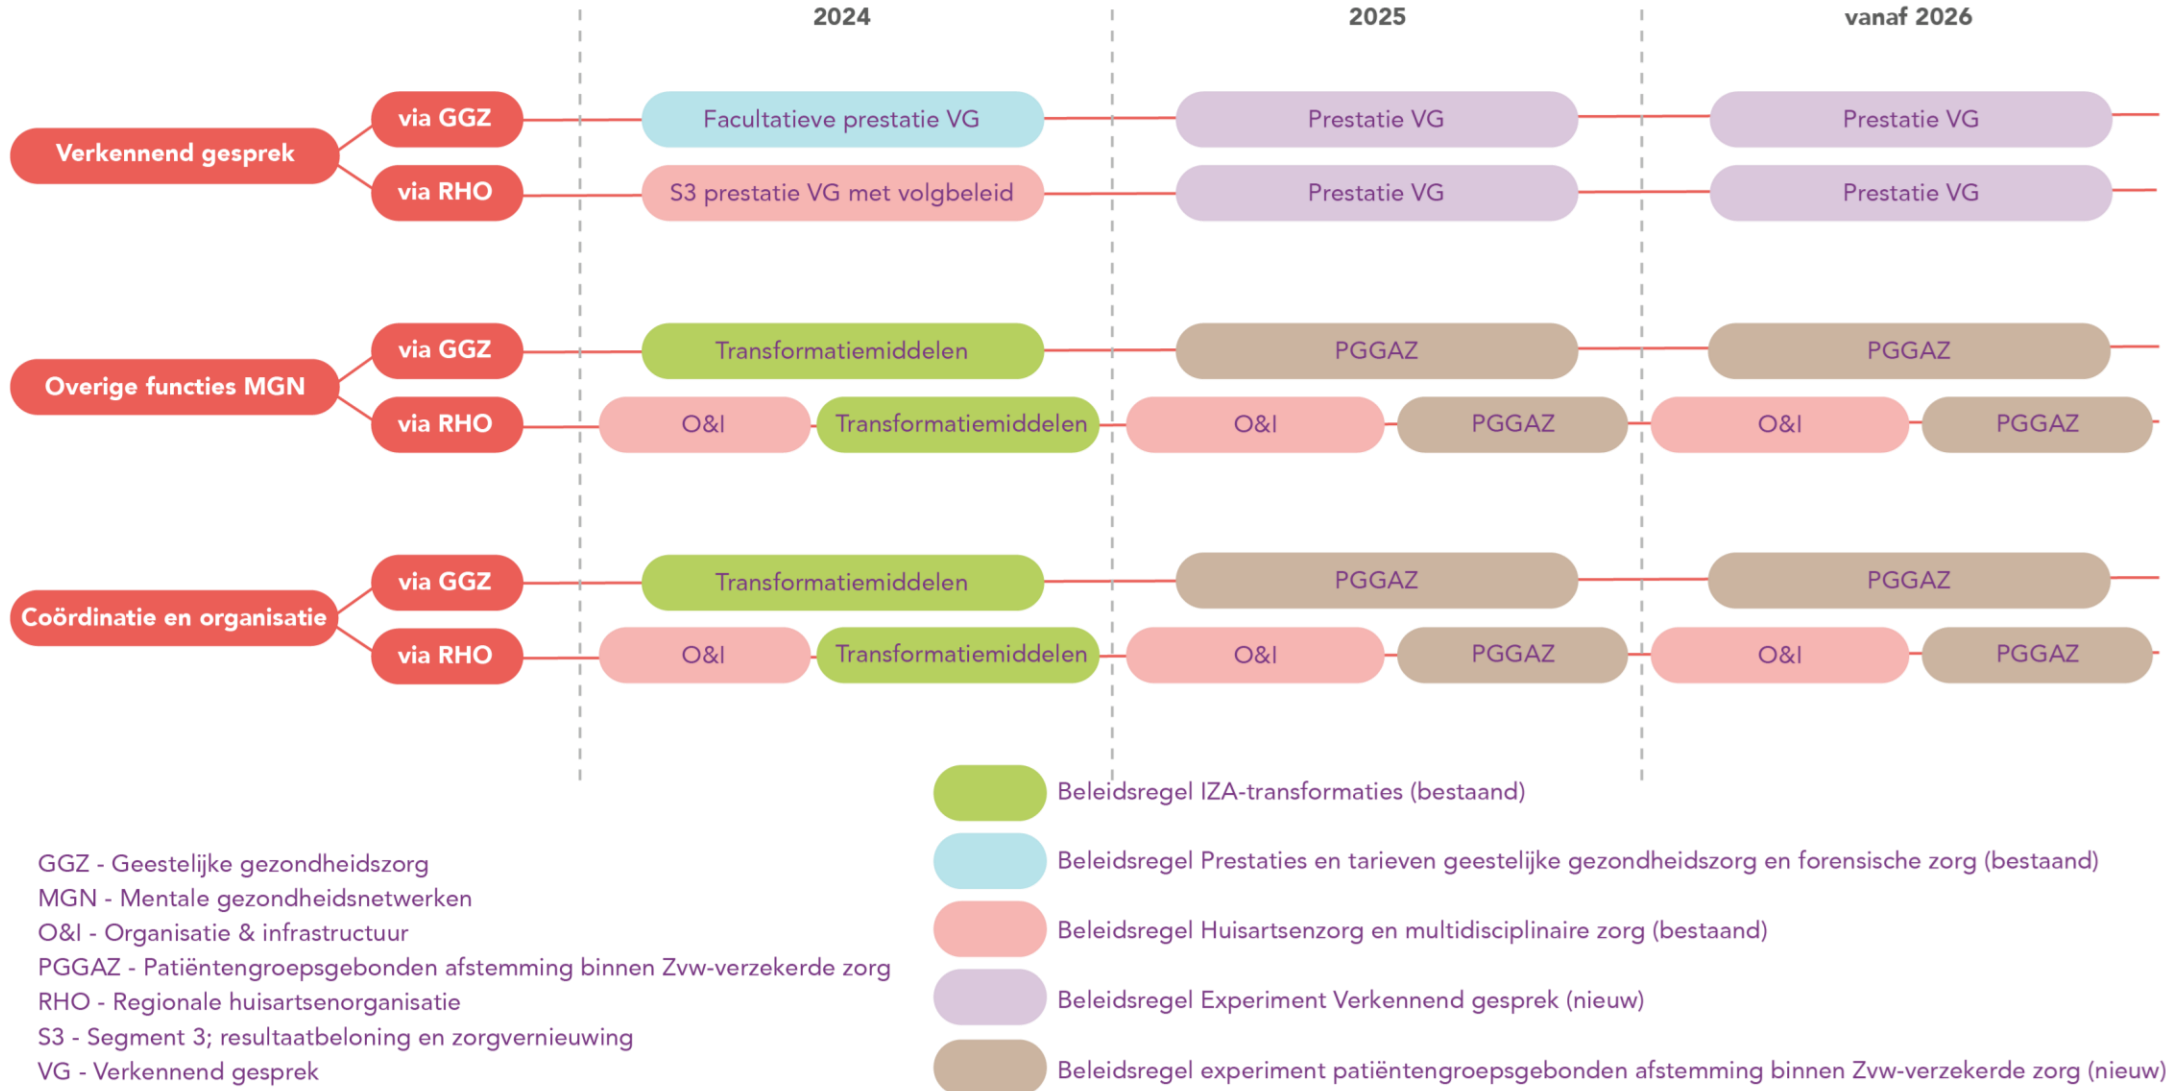 2024 2025 vanaf 2026
Verkennend gesprek
via GGZ Facultatieve prestatie VG Prestatie VG Prestatie VG
via RHO S3 prestatie VG met volgbeleid Prestatie VG Prestatie VG
Overige functies MGN
via GGZ Transformatiemiddelen PGGAZ PGGAZ
via RHO O&I Transformatiemiddelen O&I PGGAZ O&I PGGAZ
Coördinatie en organisatie
via GGZ Transformatiemiddelen PGGAZ PGGAZ
via RHO O&I Transformatiemiddelen O&I PGGAZ O&I PGGAZ
GGZ - Geestelijke gezondheidszorg
MGN - Mentale gezondheidsnetwerken
O&I - Organisatie & infrastructuur
PGGAZ - Patiëntengroepsgebonden afstemming binnen Zvw-verzekerde zorg
RHO - Regionale huisartsenorganisatie
S3 - Segment 3; resultaatbeloning en zorgvernieuwing
VG - Verkennend gesprek
Beleidsregel IZA-transformaties (bestaand)
Beleidsregel Prestaties en tarieven geestelijke gezondheidszorg en forensische zorg (bestaand)
Beleidsregel Huisartsenzorg en multidisciplinaire zorg (bestaand)
Beleidsregel Experiment Verkennend gesprek (nieuw)
Beleidsregel experiment patiëntengroepsgebonden afstemming binnen Zvw-verzekerde zorg (nieuw)